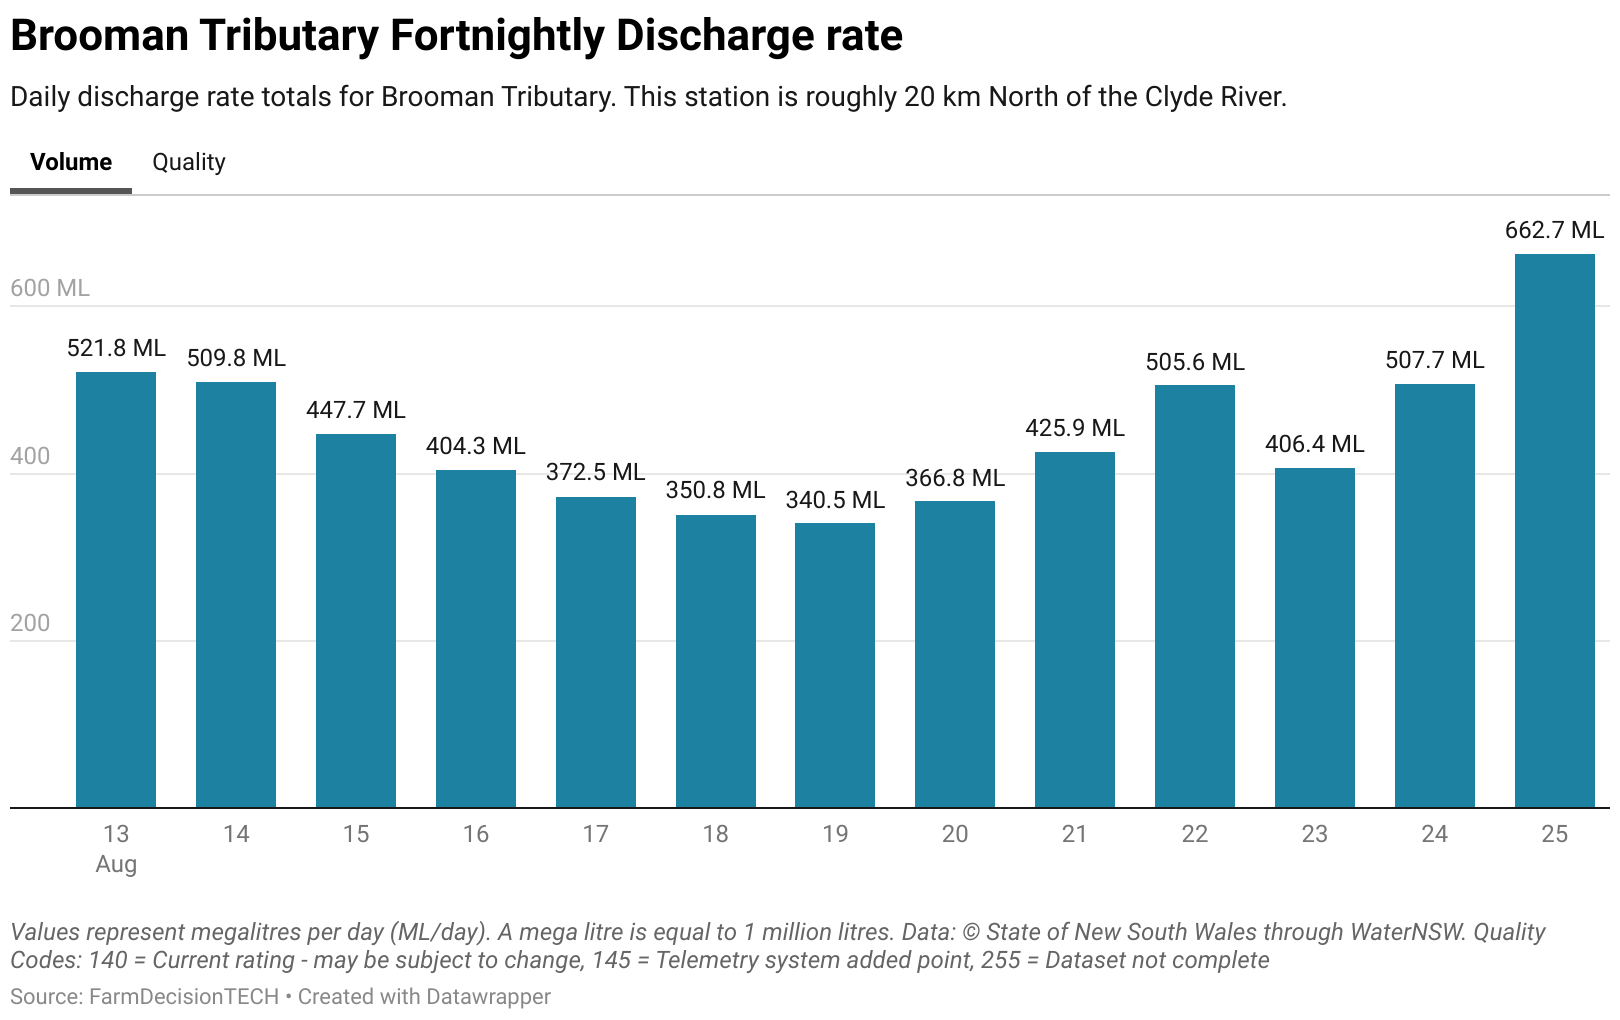 Brooman Tributary Fortnightly Discharge rate
Daily discharge rate totals for Brooman Tributary. This station is roughly 20 km North of the Clyde River.
Volume Quality
662.7 ML
600 ML
521.8 ML 509.8 ML 505.6 ML 507.7 ML
447.7 ML 404.3 ML 425.9 ML 406.4 ML
400
372.5 ML 350.8 ML 340.5 ML 366.8 ML
200
13 14 15 16 17 18 19 20 21 22 23 24 25
Aug
Values represent megalitres per day (ML/day). A mega litre is equal to 1 million litres. Data: © State of New South Wales through WaterNSW. Quality
Codes: 140 = Current rating - may be subject to change, 145 = Telemetry system added point, 255 = Dataset not complete
Source: FarmDecisionTECH • Created with Datawrapper